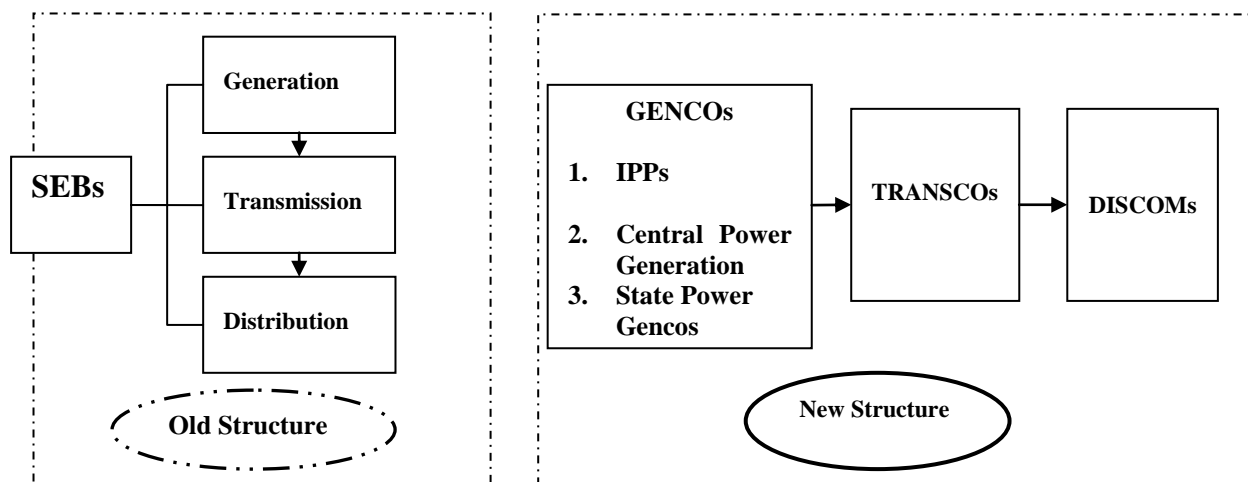 SEBs
Generation
Transmission
Distribution
Old Structure
GENCOs
1. IPPs
2. Central Power
Generation
3. State Power
Gencos
TRANSCOs
DISCOMs
New Structure